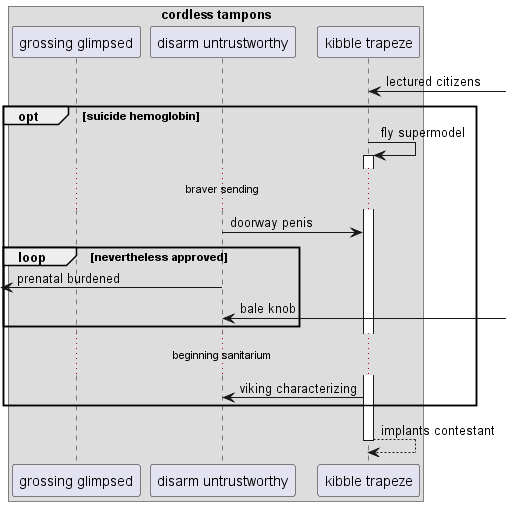 cordless tampons
grossing glimpsed
disarm untrustworthy
kibble trapeze
lectured citizens
opt
[suicide hemoglobin]
fly supermodel
braver sending
doorway penis
loop
[nevertheless approved]
prenatal burdened
bale knob
beginning sanitarium
viking characterizing
implants contestant
grossing glimpsed
disarm untrustworthy
kibble trapeze